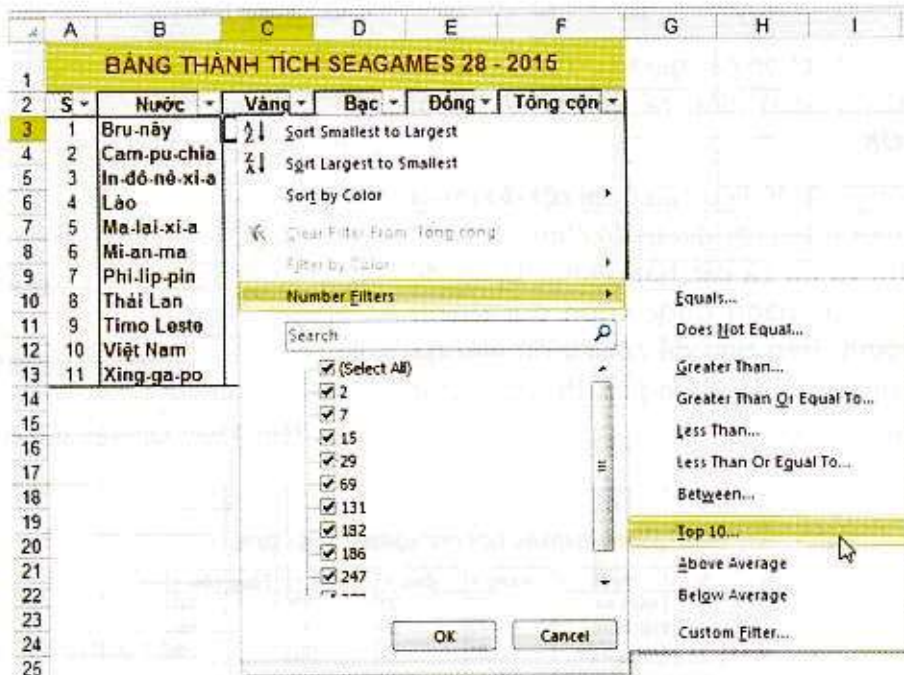 A B C D E F G H I
1 BẢNG THÀNH TÍCH SEAGAMES 28 - 2015
2 S Nước Vàng Bạc Đồng Tổng cộn
3 1 Bru-nây
4 2 Cam-pu-chia
5 3 In-đô-nê-xi-a
6 4 Lào
7 5 Ma-lai-xi-a
8 6 Mi-an-ma
9 7 Phi-lip-pin
10 8 Thái Lan
11 9 Timo Leste
12 10 Việt Nam
13 11 Xing-ga-po
14
15
16
17
18
19
20
21
22
23
24
25
Sort Smallest to Largest
Sort Largest to Smallest
Sort by Color
Clear Filter From "Tong cong"
Filter by Color
Number Filters
Search
(Select All)
2
7
15
29
69
131
182
186
247
OK Cancel
Equals...
Does Not Equal...
Greater Than...
Greater Than Or Equal To...
Less Than...
Less Than Or Equal To...
Between...
Top 10...
Above Average
Below Average
Custom Filter...